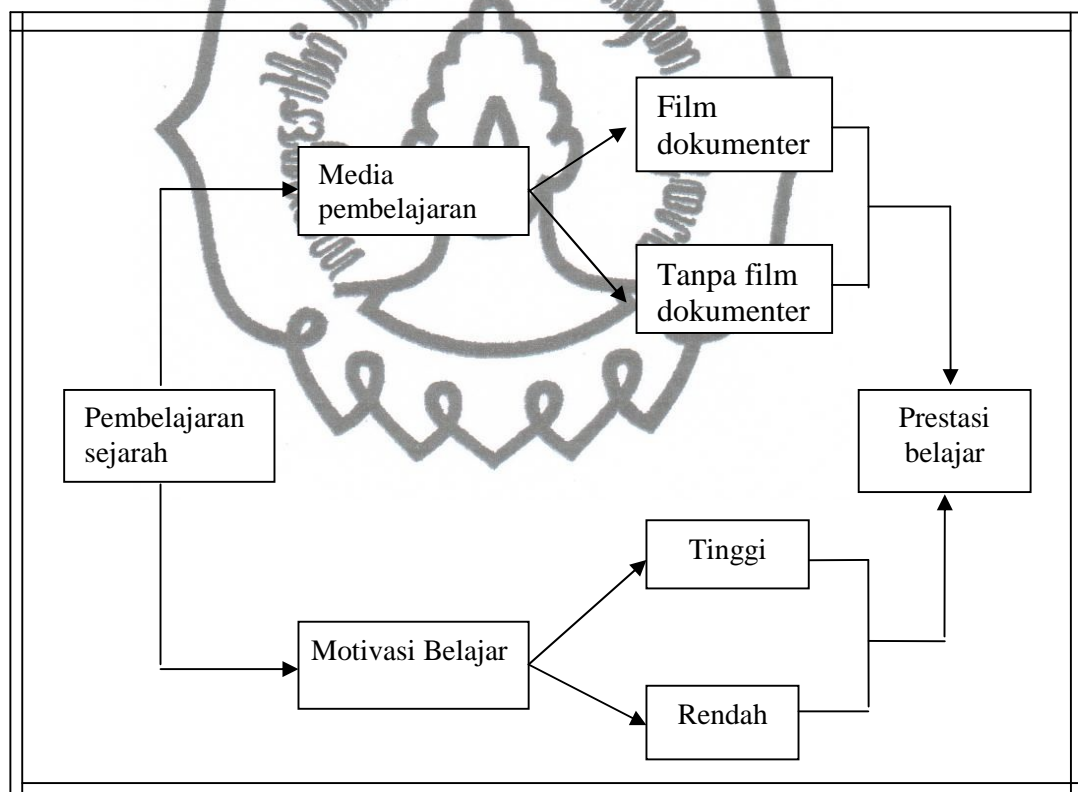 Film
dokumenter
Media
pembelajaran
Tanpa film
dokumenter
Pembelajaran
sejarah
Prestasi
belajar
Tinggi
Motivasi Belajar
Rendah